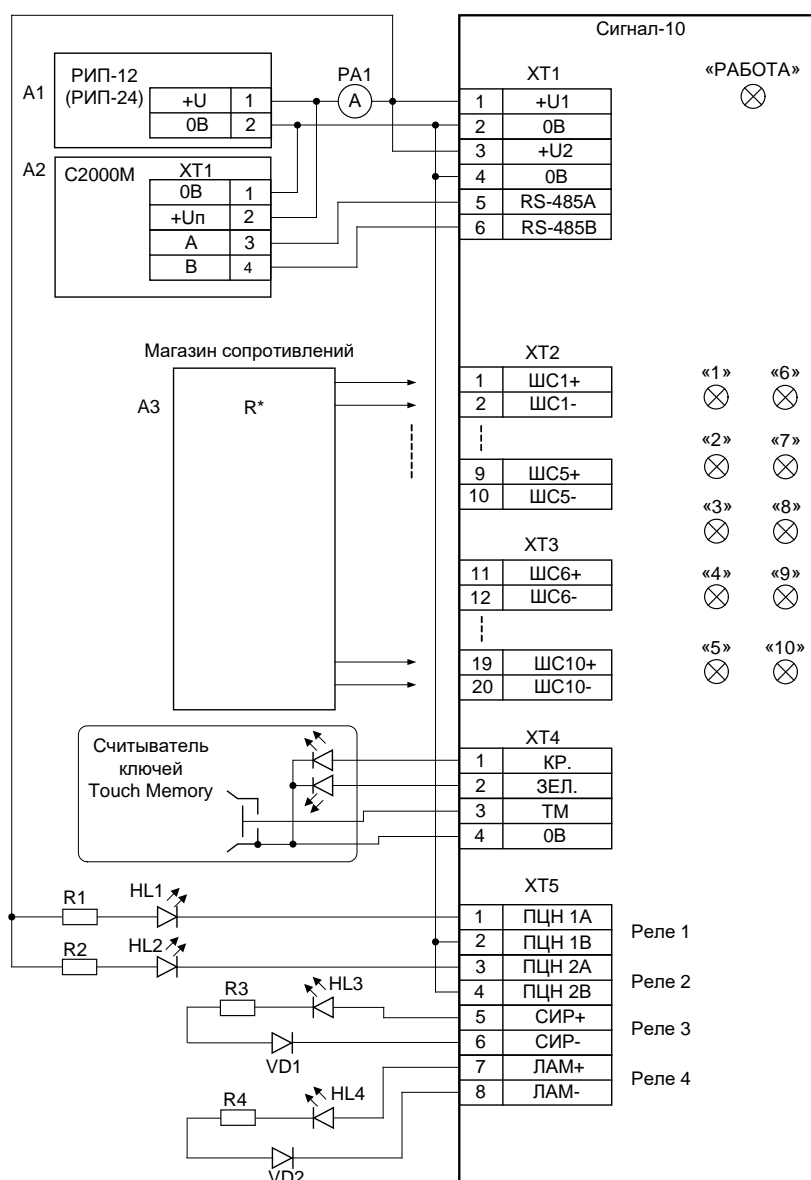 Сигнал-10
А1
РИП-12
(РИП-24)
+U 1
0В 2
PA1
A
XT1
1 +U1
2 0В
3 +U2
4 0В
5 RS-485A
6 RS-485B
«РАБОТА»
А2
С2000М
XT1
0В 1
+Uп 2
А 3
В 4
Магазин сопротивлений
А3
R*
XT2
1 ШС1+
2 ШС1-
9 ШС5+
10 ШС5-
XT3
11 ШС6+
12 ШС6-
19 ШС10+
20 ШС10-
«1» «6»
«2» «7»
«3» «8»
«4» «9»
«5» «10»
Считыватель
ключей
Touch Memory
XT4
1 КР.
2 ЗЕЛ.
3 ТМ
4 0В
XT5
1 ПЦН 1А
2 ПЦН 1В
3 ПЦН 2А
4 ПЦН 2В
5 СИР+
6 СИР-
7 ЛАМ+
8 ЛАМ-
Реле 1
Реле 2
Реле 3
Реле 4
R1 HL1
R2 HL2
R3 HL3
VD1
R4 HL4
VD2